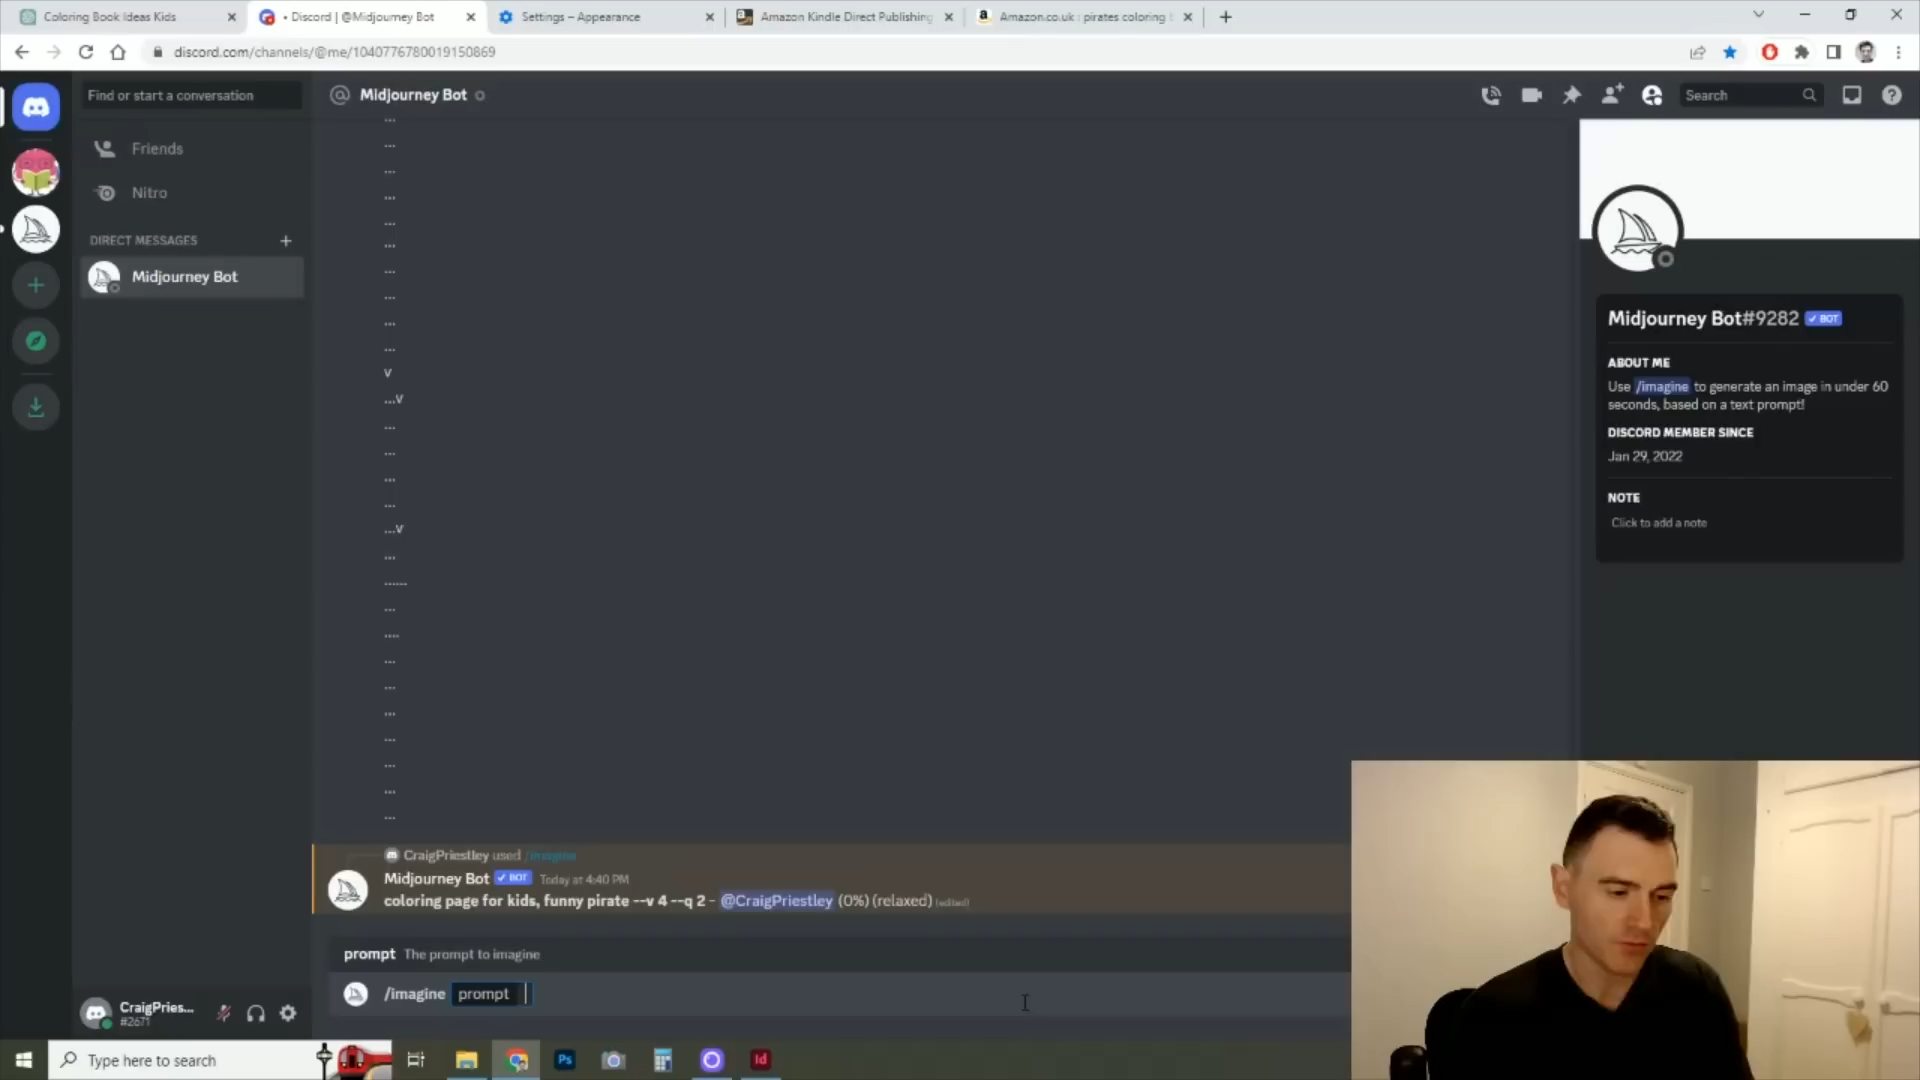 Coloring Book Ideas Kids
• Discord | @Midjourney Bot
Settings – Appearance
Amazon Kindle Direct Publishing
Amazon.co.uk : pirates coloring
discord.com/channels/@me/1040776780019150869
Find or start a conversation
Midjourney Bot
Search
Friends
Nitro
DIRECT MESSAGES
Midjourney Bot
...
...
...
...
...
...
...
...
...
...
v
...v
...
...
...
...
...v
...
......
...
....
...
...
...
...
...
...
...
CraigPriestley used /imagine
Midjourney Bot ✓ BOT Today at 4:40 PM
coloring page for kids, funny pirate --v 4 --q 2 - @CraigPriestley (0%) (relaxed) (edited)
prompt The prompt to imagine
/imagine prompt
CraigPries...
#2671
Midjourney Bot#9282 ✓ BOT
ABOUT ME
Use /imagine to generate an image in under 60
seconds, based on a text prompt!
DISCORD MEMBER SINCE
Jan 29, 2022
NOTE
Click to add a note
Type here to search
Ps
Id